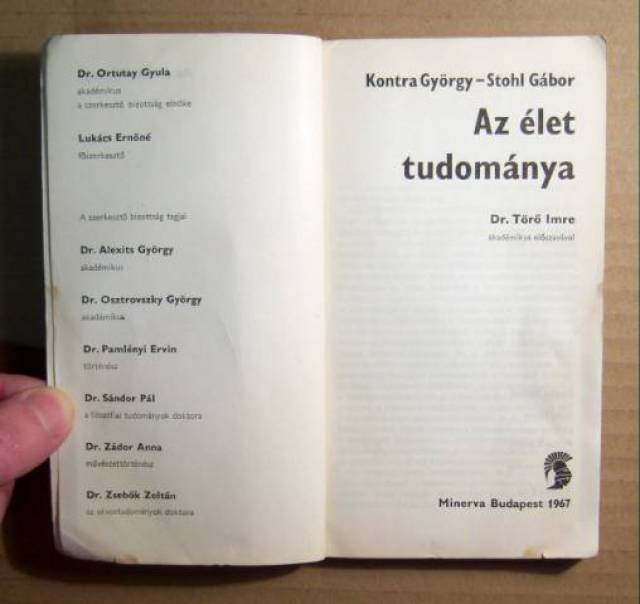 Dr. Ortutay Gyula
akadémikus
a szerkesztő bizottság elnöke
Lukács Ernőné
főszerkesztő
A szerkesztő bizottság tagjai
Dr. Alexits György
akadémikus
Dr. Osztrovszky György
akadémikus
Dr. Pamlényi Ervin
történész
Dr. Sándor Pál
a filozófiai tudományok doktora
Dr. Zádor Anna
művészettörténész
Dr. Zsebők Zoltán
az orvostudományok doktora
Kontra György – Stohl Gábor
Az élet
tudománya
Dr. Törő Imre
akadémikus előszavával
Minerva Budapest 1967